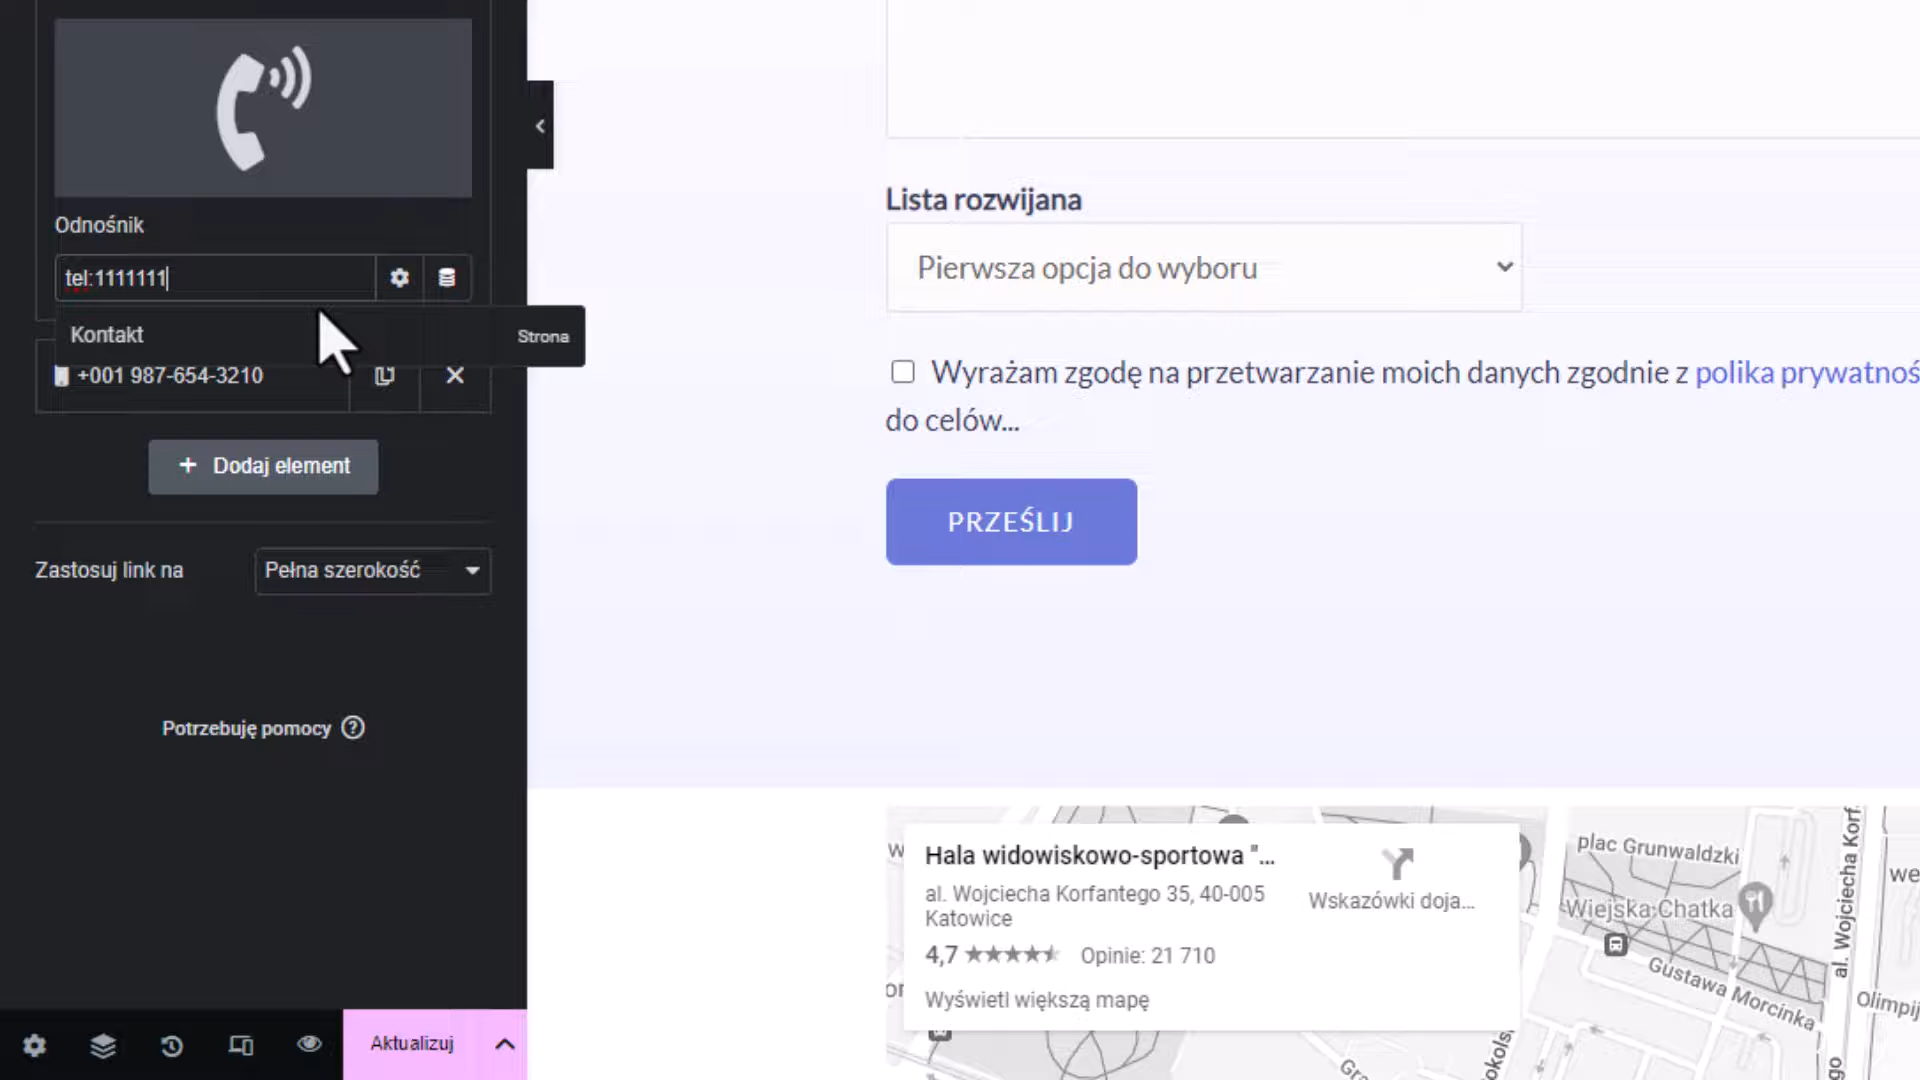 Odnośnik
tel:1111111
Kontakt
Strona
+001 987-654-3210
Dodaj element
Zastosuj link na
Pełna szerokość
Potrzebuję pomocy
Aktualizuj
Lista rozwijana
Pierwsza opcja do wyboru
Wyrażam zgodę na przetwarzanie moich danych zgodnie z polika prywatnoś
do celów...
PRZEŚLIJ
Hala widowiskowo-sportowa "...
al. Wojciecha Korfantego 35, 40-005
Katowice
4,7
Opinie: 21 710
Wyświetl większą mapę
Wskazówki doja...
plac Grunwaldzki
Wiejska Chatka
Gustawa Morcinka
al. Wojciecha Korf
Olimpij